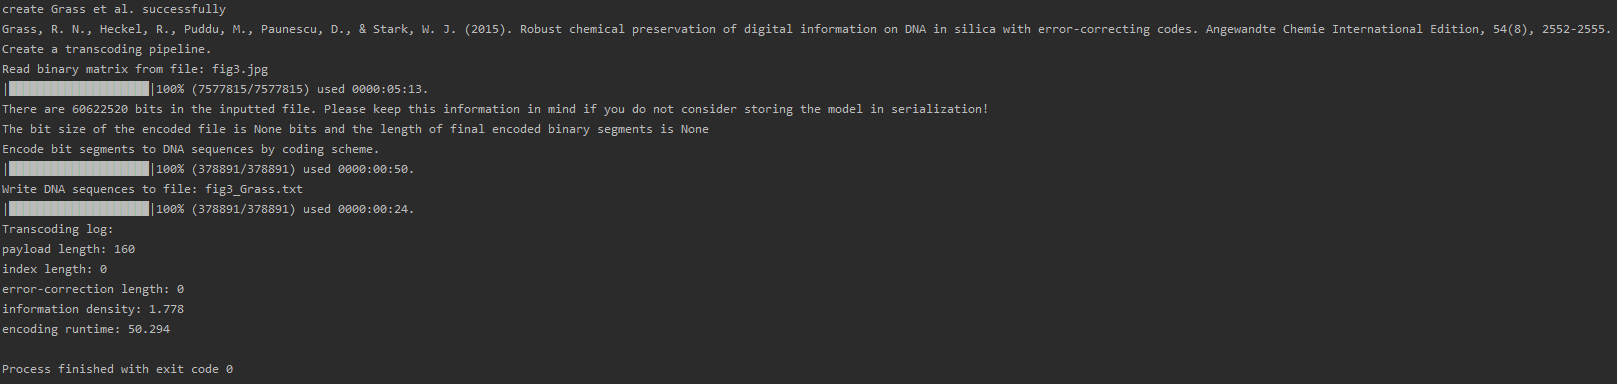 create Grass et al. successfully
Grass, R. N., Heckel, R., Puddu, M., Paunescu, D., & Stark, W. J. (2015). Robust chemical preservation of digital information on DNA in silica with error-correcting codes. Angewandte Chemie International Edition, 54(8), 2552-2555.
Create a transcoding pipeline.
Read binary matrix from file: fig3.jpg
|████████████████████|100% (7577815/7577815) used 0000:05:13.
There are 60622520 bits in the inputted file. Please keep this information in mind if you do not consider storing the model in serialization!
The bit size of the encoded file is None bits and the length of final encoded binary segments is None
Encode bit segments to DNA sequences by coding scheme.
|████████████████████|100% (378891/378891) used 0000:00:50.
Write DNA sequences to file: fig3_Grass.txt
|████████████████████|100% (378891/378891) used 0000:00:24.
Transcoding log:
payload length: 160
index length: 0
error-correction length: 0
information density: 1.778
encoding runtime: 50.294
Process finished with exit code 0